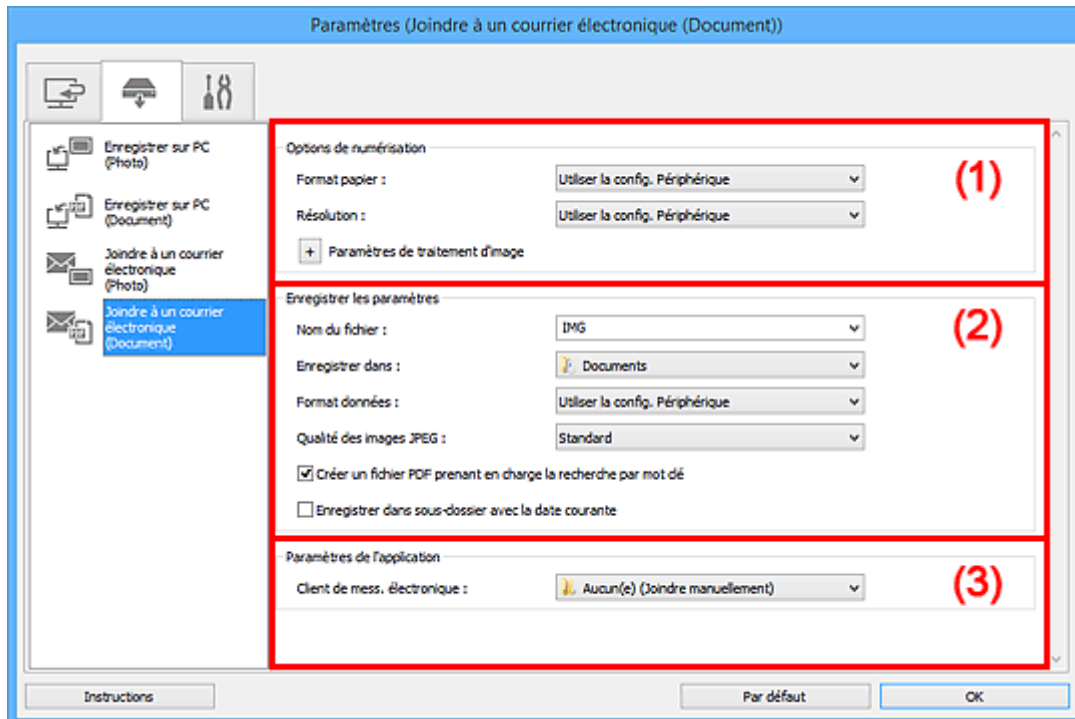 Paramètres (Joindre à un courrier électronique (Document))
Enregistrer sur PC
(Photo)
Enregistrer sur PC
(Document)
Joindre à un courrier
électronique
(Photo)
Joindre à un courrier
électronique
(Document)
Options de numérisation
(1)
Format papier : Utiliser la config. Périphérique
Résolution : Utiliser la config. Périphérique
+ Paramètres de traitement d'image
Enregistrer les paramètres
(2)
Nom du fichier : IMG
Enregistrer dans : Documents
Format données : Utiliser la config. Périphérique
Qualité des images JPEG : Standard
Créer un fichier PDF prenant en charge la recherche par mot clé
Enregistrer dans sous-dossier avec la date courante
Paramètres de l'application
(3)
Client de mess. électronique : Aucun(e) (Joindre manuellement)
Instructions Par défaut OK